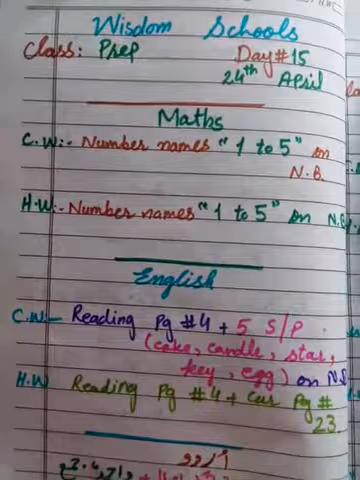 Wisdom Schools
Class: Prep Day#15
24th April
Maths
C.W:- Number names "1 to 5" on
N.B.
H.W:- Number names "1 to 5" on N.B
English
C.W:- Reading Pg #4 + 5 S/P
(cake, candle, star,
key, egg) on N.B
H.W Reading Pg #4 + Cur Pg #
23.